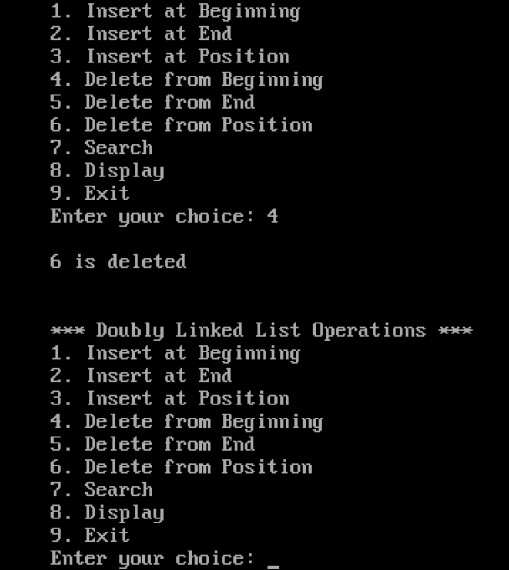 1. Insert at Beginning
2. Insert at End
3. Insert at Position
4. Delete from Beginning
5. Delete from End
6. Delete from Position
7. Search
8. Display
9. Exit
Enter your choice: 4
6 is deleted
*** Doubly Linked List Operations ***
1. Insert at Beginning
2. Insert at End
3. Insert at Position
4. Delete from Beginning
5. Delete from End
6. Delete from Position
7. Search
8. Display
9. Exit
Enter your choice: _